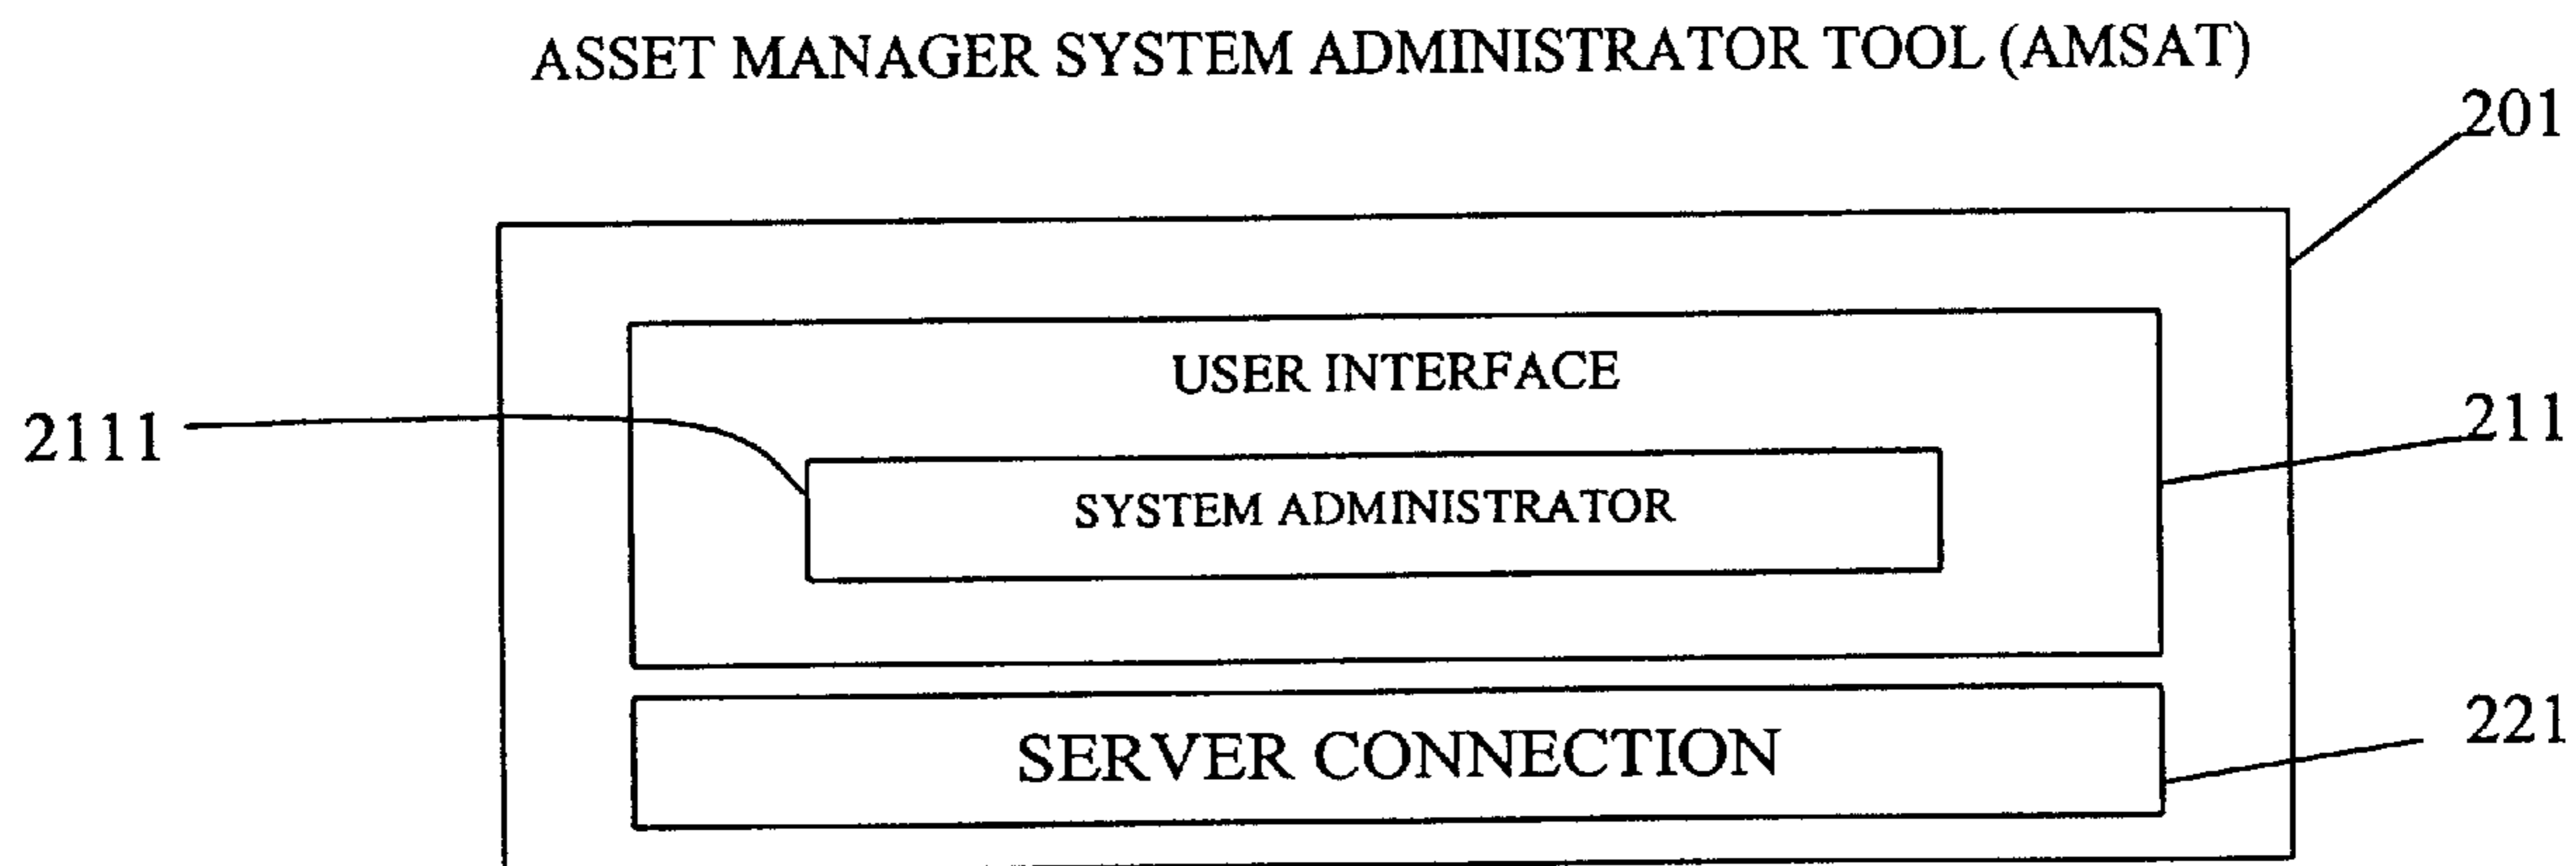 ASSET MANAGER SYSTEM ADMINISTRATOR TOOL (AMSAT)
201
USER INTERFACE
2111
211
SYSTEM ADMINISTRATOR
221
SERVER CONNECTION